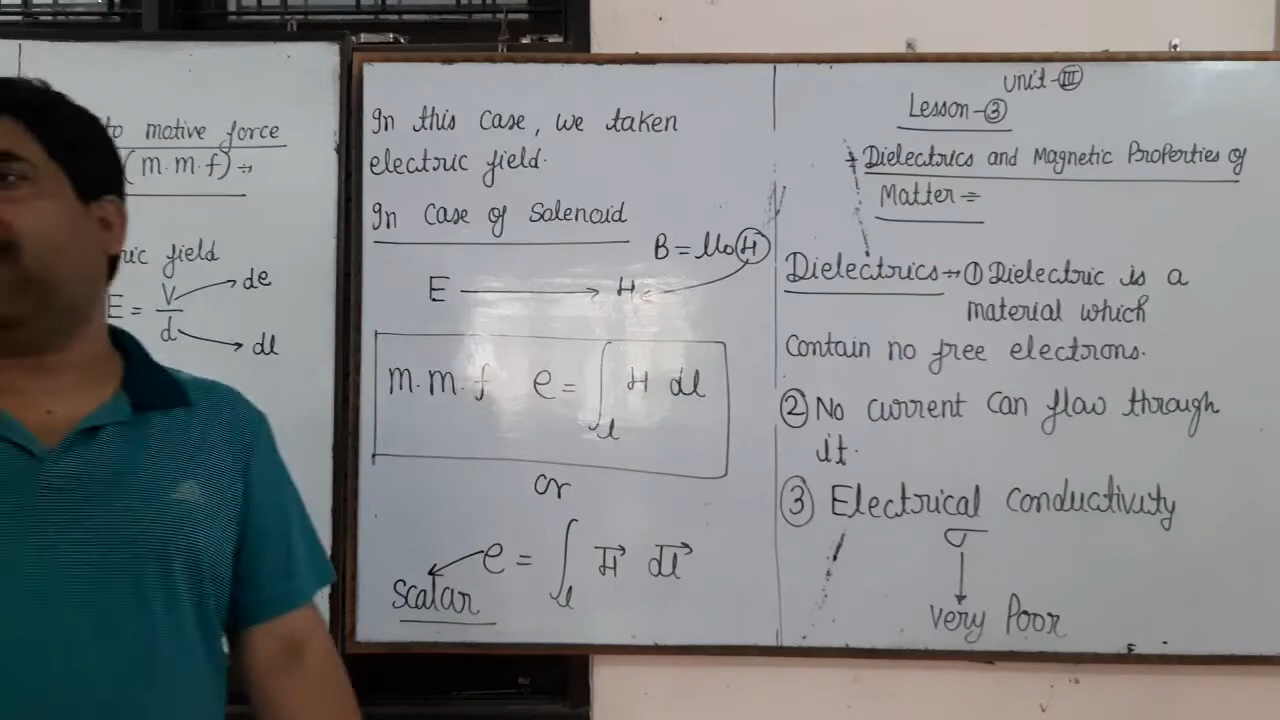 to motive force
(m.m.f) →
ric field
E = V/d
de
dl
In this case, we taken
electric field.
In Case of Solenoid
B = μ₀H
E → H
m.m.f e = ∫l H dl
or
e = ∫l H⃗ dl⃗
Scalar
Unit-III
Lesson-3
Dielectrics and Magnetic Properties of
Matter =
Dielectrics → ① Dielectric is a
material which
Contain no free electrons.
② No current can flow through
it.
③ Electrical conductivity
σ
↓
very Poor